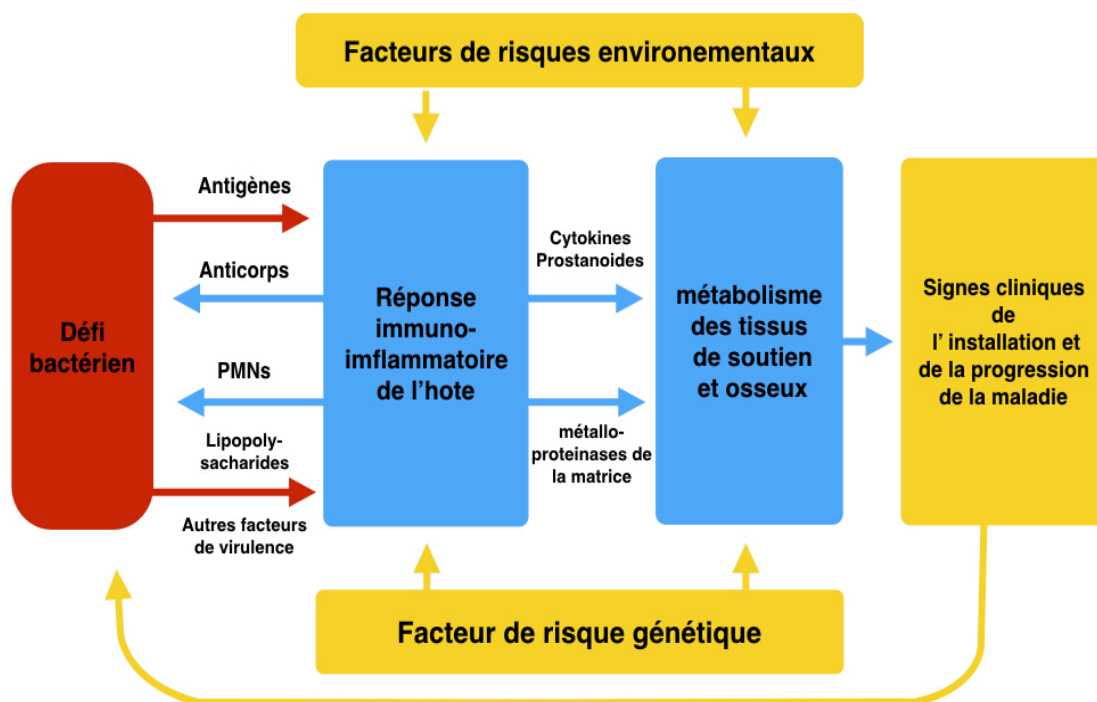 Facteurs de risques environementaux
Défi
bactérien
Antigènes
Anticorps
PMNs
Lipopoly-
sacharides
Autres facteurs
de virulence
Réponse
immuno-
imflammatoire
de l'hote
Cytokines
Prostanoides
métallo-
proteinases de
la matrice
métabolisme
des tissus
de soutien
et osseux
Signes cliniques
de
l' installation et
de la progression
de la maladie
Facteur de risque génétique